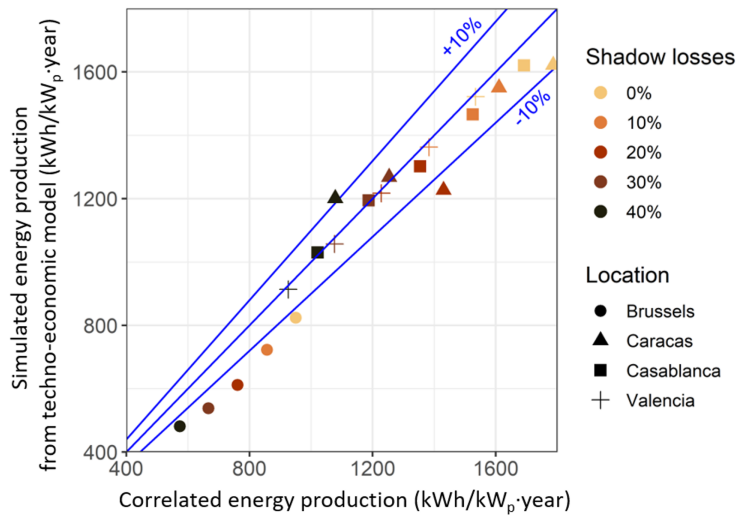 +10%
-10%
1600
1200
800
400
400
800
1200
1600
Simulated energy production
from techno-economic model (kWh/kWp·year)
Correlated energy production (kWh/kWp·year)
Shadow losses
0%
10%
20%
30%
40%
Location
Brussels
Caracas
Casablanca
Valencia